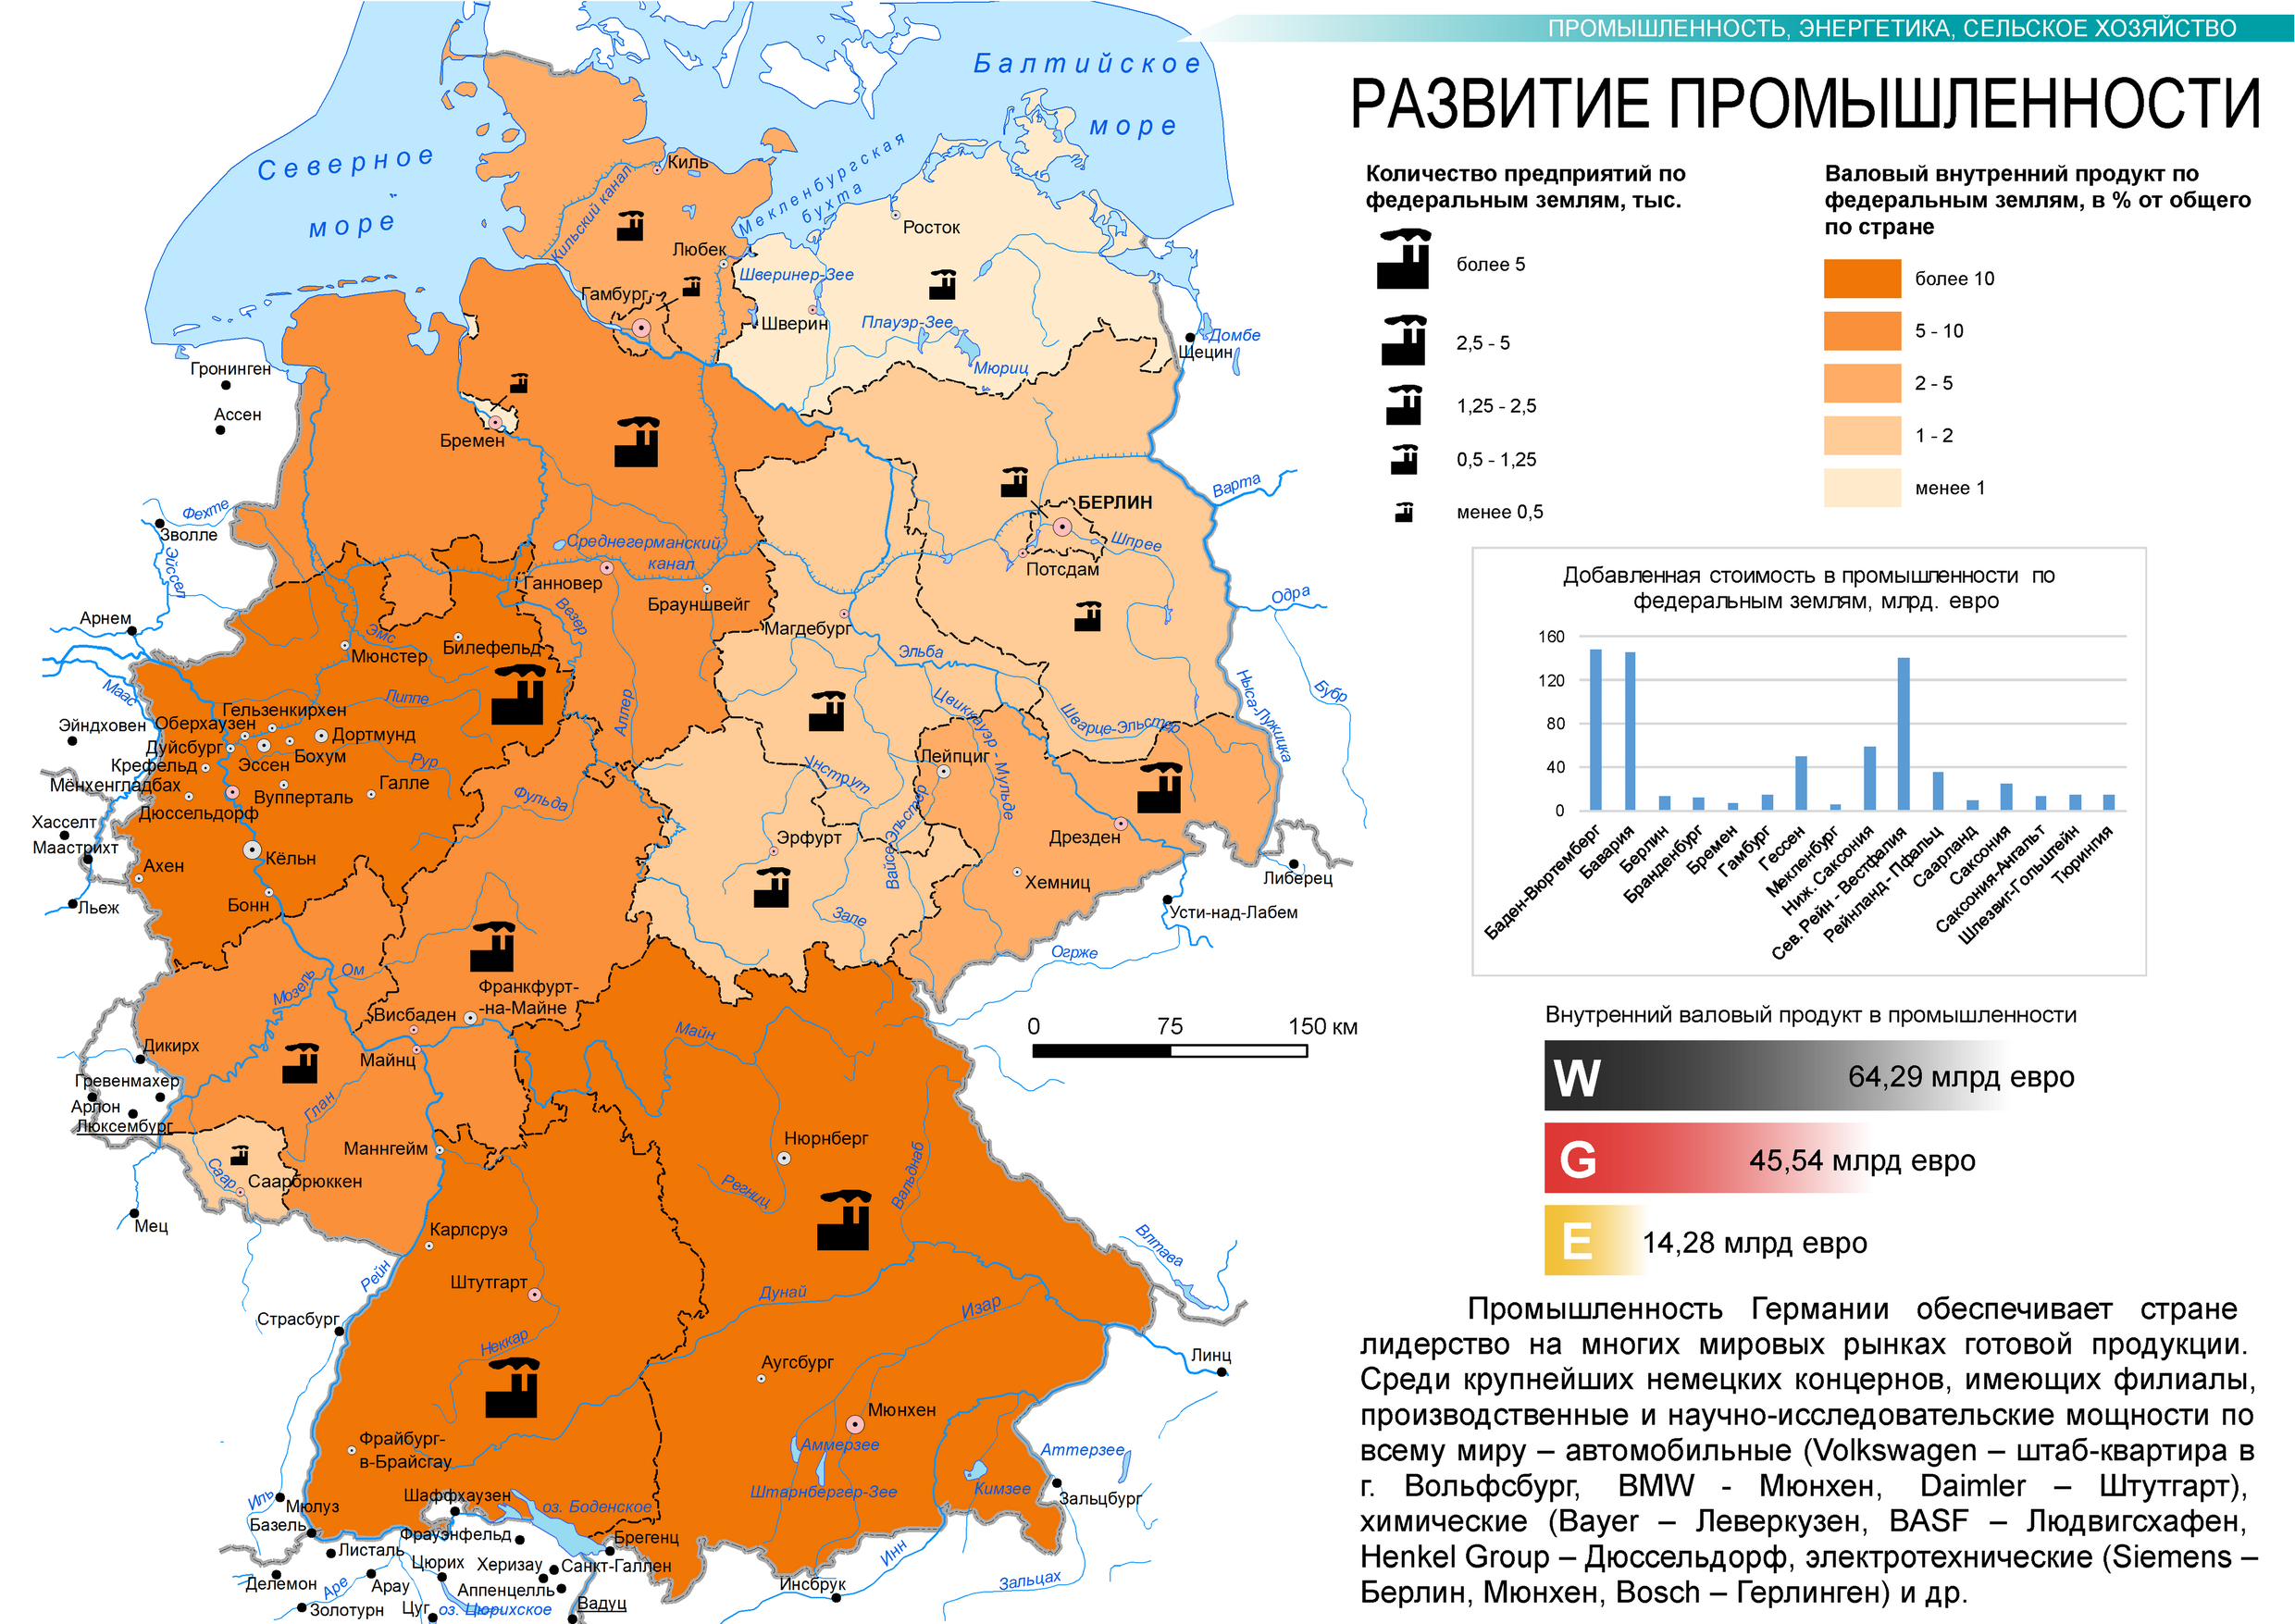 ПРОМЫШЛЕННОСТЬ, ЭНЕРГЕТИКА, СЕЛЬСКОЕ ХОЗЯЙСТВО
РАЗВИТИЕ ПРОМЫШЛЕННОСТИ
Количество предприятий по
федеральным землям, тыс.
более 5
2,5 - 5
1,25 - 2,5
0,5 - 1,25
менее 0,5
Валовый внутренний продукт по
федеральным землям, в % от общего
по стране
более 10
5 - 10
2 - 5
1 - 2
менее 1
Добавленная стоимость в промышленности по
федеральным землям, млрд. евро
160
120
80
40
0
Баден-Вюртемберг
Бавария
Берлин
Бранденбург
Бремен
Гамбург
Гессен
Мекленбург
Ниж. Саксония
Сев. Рейн - Вестфалия
Рейнланд - Пфальц
Саарланд
Саксония
Саксония-Ангальт
Шлезвиг-Гольштейн
Тюрингия
Внутренний валовый продукт в промышленности
W 64,29 млрд евро
G 45,54 млрд евро
E 14,28 млрд евро
Промышленность Германии обеспечивает стране
лидерство на многих мировых рынках готовой продукции.
Среди крупнейших немецких концернов, имеющих филиалы,
производственные и научно-исследовательские мощности по
всему миру – автомобильные (Volkswagen – штаб-квартира в
г. Вольфсбург, BMW - Мюнхен, Daimler – Штутгарт),
химические (Bayer – Леверкузен, BASF – Людвигсхафен,
Henkel Group – Дюссельдорф, электротехнические (Siemens –
Берлин, Мюнхен, Bosch – Герлинген) и др.
Балтийское
море
Северное
море
Мекленбургская
бухта
Киль
Кильский канал
Любек
Росток
Шверинер-Зее
Гамбург
Шверин
Плауэр-Зее
Мюриц
Домбе
Щецин
Гронинген
Ассен
Бремен
Варта
БЕРЛИН
Шпрее
Потсдам
Фехте
Зволле
Эйссел
Среднегерманский
канал
Ганновер
Брауншвейг
Везер
Магдебург
Одра
Арнем
Эмс
Мюнстер
Билефельд
Эльба
Маас
Липпе
Аллер
Цвиккауэр - Мульде
Шварце-Эльстер
Ныса-Лужицка
Бубр
Эйндховен
Гельзенкирхен
Оберхаузен
Дортмунд
Дуйсбург
Бохум
Крефельд
Эссен
Рур
Мёнхенгладбах
Вупперталь
Галле
Дюссельдорф
Фульда
Унструт
Лейпциг
Хасселт
Маастрихт
Ахен
Кёльн
Эрфурт
Вайсе-Эльстер
Дрезден
Хемниц
Либерец
Льеж
Бонн
Зале
Усти-над-Лабем
Огрже
Ом
Мозель
Франкфурт-
-на-Майне
Висбаден
Майнц
Майн
0 75 150 км
Дикирх
Гревенмахер
Арлон
Люксембург
Глан
Маннгейм
Нюрнберг
Саар
Саарбрюккен
Регниц
Вальднаб
Мец
Карлсруэ
Влтава
Рейн
Штутгарт
Дунай
Изар
Страсбург
Неккар
Аугсбург
Линц
Мюнхен
Фрайбург-
в-Брайсгау
Аммерзее
Аттерзее
Штарнбергер-Зее
Кимзее
Зальцбург
Иль
Мюлуз
Шаффхаузен
оз. Боденское
Базель
Фрауэнфельд
Брегенц
Листаль
Цюрих
Херизау
Санкт-Галлен
Инн
Делемон
Аре
Арау
Аппенцелль
Инсбрук
Зальцах
Золотурн
Цуг
оз. Цюрихское
Вадуц